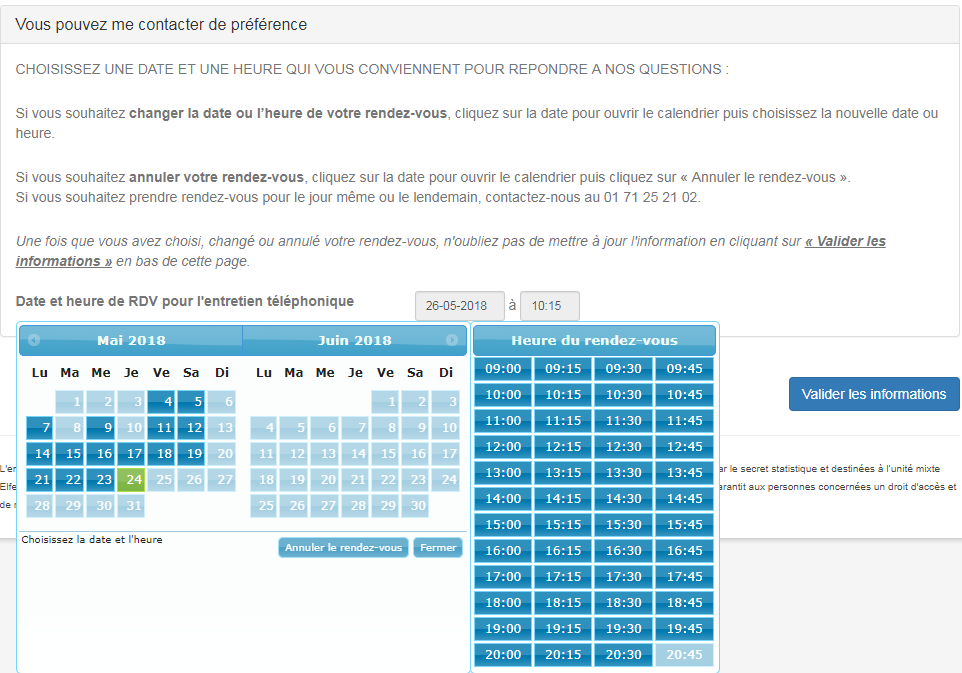 Vous pouvez me contacter de préférence
CHOISISSEZ UNE DATE ET UNE HEURE QUI VOUS CONVIENNENT POUR REPONDRE A NOS QUESTIONS :
Si vous souhaitez changer la date ou l'heure de votre rendez-vous, cliquez sur la date pour ouvrir le calendrier puis choisissez la nouvelle date ou
heure.
Si vous souhaitez annuler votre rendez-vous, cliquez sur la date pour ouvrir le calendrier puis cliquez sur « Annuler le rendez-vous ».
Si vous souhaitez prendre rendez-vous pour le jour même ou le lendemain, contactez-nous au 01 71 25 21 02.
Une fois que vous avez choisi, changé ou annulé votre rendez-vous, n'oubliez pas de mettre à jour l'information en cliquant sur « Valider les
informations » en bas de cette page.
Date et heure de RDV pour l'entretien téléphonique 26-05-2018 à 10:15
Mai 2018 Juin 2018
Lu Ma Me Je Ve Sa Di Lu Ma Me Je Ve Sa Di
1 2 3 4 5 6 1 2 3
7 8 9 10 11 12 13 4 5 6 7 8 9 10
14 15 16 17 18 19 20 11 12 13 14 15 16 17
21 22 23 24 25 26 27 18 19 20 21 22 23 24
28 29 30 31 25 26 27 28 29 30
Choisissez la date et l'heure
Annuler le rendez-vous Fermer
Heure du rendez-vous
09:00 09:15 09:30 09:45
10:00 10:15 10:30 10:45
11:00 11:15 11:30 11:45
12:00 12:15 12:30 12:45
13:00 13:15 13:30 13:45
14:00 14:15 14:30 14:45
15:00 15:15 15:30 15:45
16:00 16:15 16:30 16:45
17:00 17:15 17:30 17:45
18:00 18:15 18:30 18:45
19:00 19:15 19:30 19:45
20:00 20:15 20:30 20:45
Valider les informations
le secret statistique et destinées à l'unité mixte
Elfe
aux personnes concernées un droit d'accès et
de